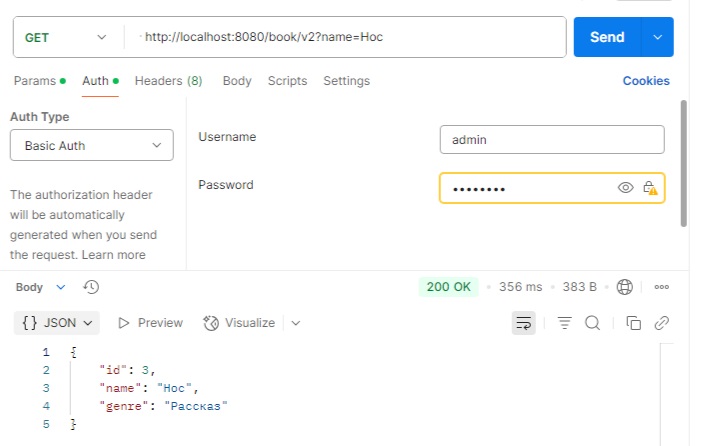 GET
http://localhost:8080/book/v2?name=Нос
Send
Params
Auth
Headers (8)
Body
Scripts
Settings
Cookies
Auth Type
Basic Auth
The authorization header
will be automatically
generated when you send
the request. Learn more
Username
admin
Password
••••••••
Body
200 OK
356 ms
383 B
{} JSON
Preview
Visualize
1 {
2 "id": 3,
3 "name": "Нос",
4 "genre": "Рассказ"
5 }